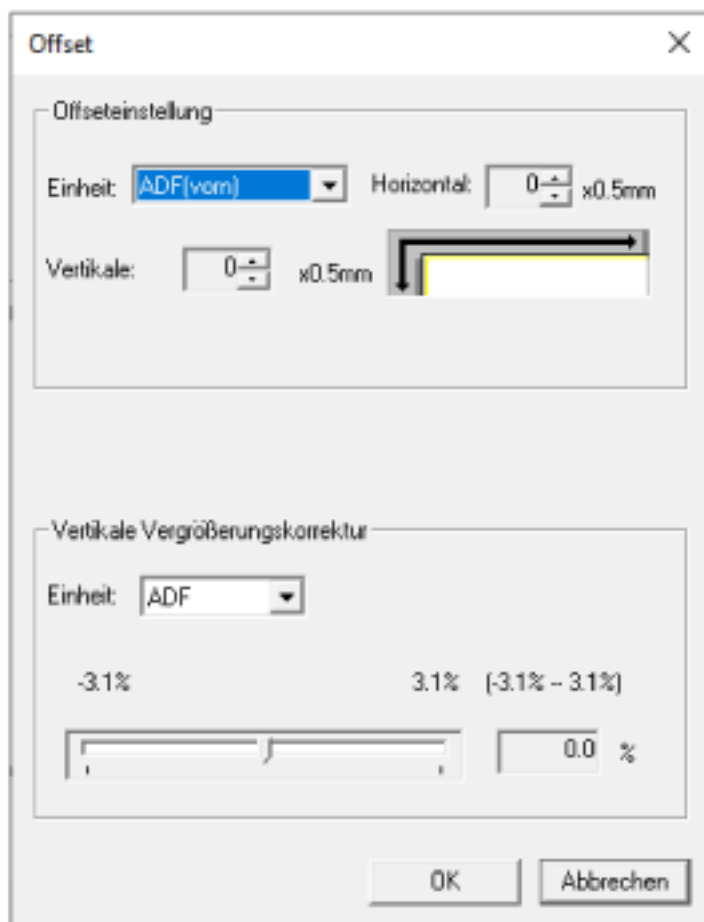 Offset
Offseteinstellung
Einheit: ADF(vorn) Horizontal: 0 x0.5mm
Vertikale: 0 x0.5mm
Vertikale Vergrößerungskorrektur
Einheit: ADF
-3.1% 3.1% (-3.1% -- 3.1%)
0.0 %
OK Abbrechen